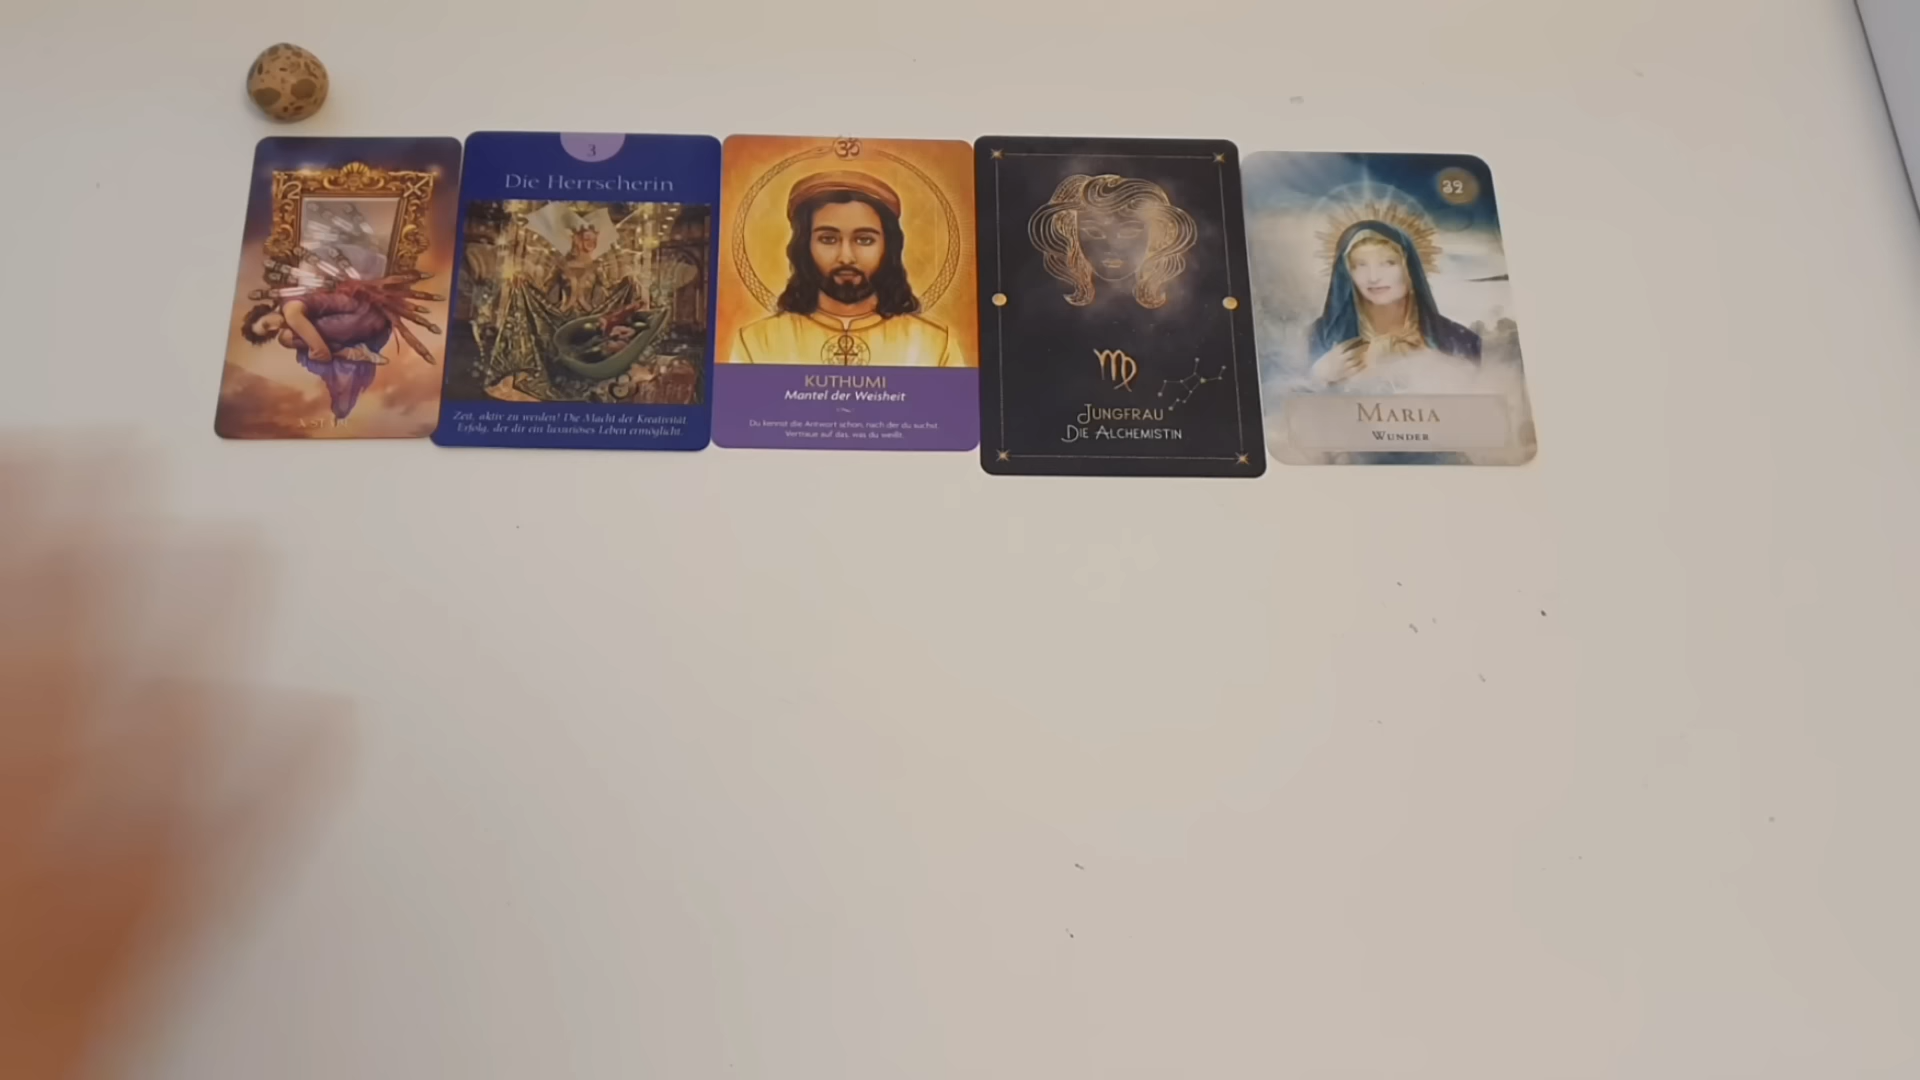 3
Die Herrscherin
Zeit, aktiv zu werden! Die Macht der Kreativität.
Erfolg, der dir ein luxuriöses Leben ermöglicht.
KUTHUMI
Mantel der Weisheit
Du kennst die Antwort schon, nach der du suchst.
Vertraue auf das, was du weißt.
JUNGFRAU
DIE ALCHEMISTIN
MARIA
WUNDER